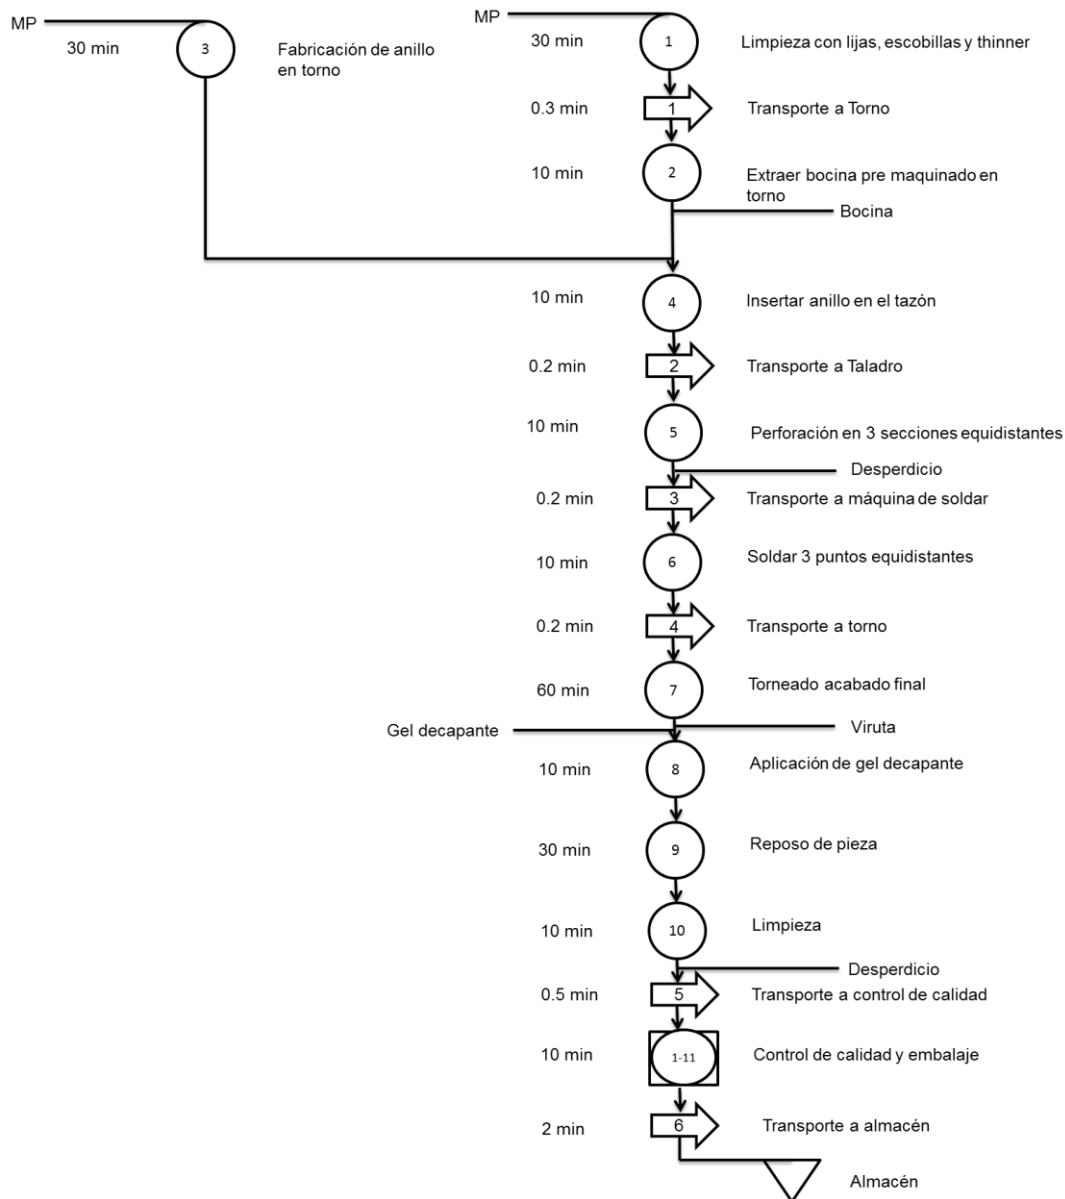 MP
30 min
3
Fabricación de anillo
en torno
MP
30 min
1
Limpieza con lijas, escobillas y thinner
0.3 min
1
Transporte a Torno
10 min
2
Extraer bocina pre maquinado en
torno
Bocina
10 min
4
Insertar anillo en el tazón
0.2 min
2
Transporte a Taladro
10 min
5
Perforación en 3 secciones equidistantes
Desperdicio
0.2 min
3
Transporte a máquina de soldar
10 min
6
Soldar 3 puntos equidistantes
0.2 min
4
Transporte a torno
60 min
7
Torneado acabado final
Viruta
Gel decapante
10 min
8
Aplicación de gel decapante
30 min
9
Reposo de pieza
10 min
10
Limpieza
Desperdicio
0.5 min
5
Transporte a control de calidad
10 min
1-11
Control de calidad y embalaje
2 min
6
Transporte a almacén
Almacén